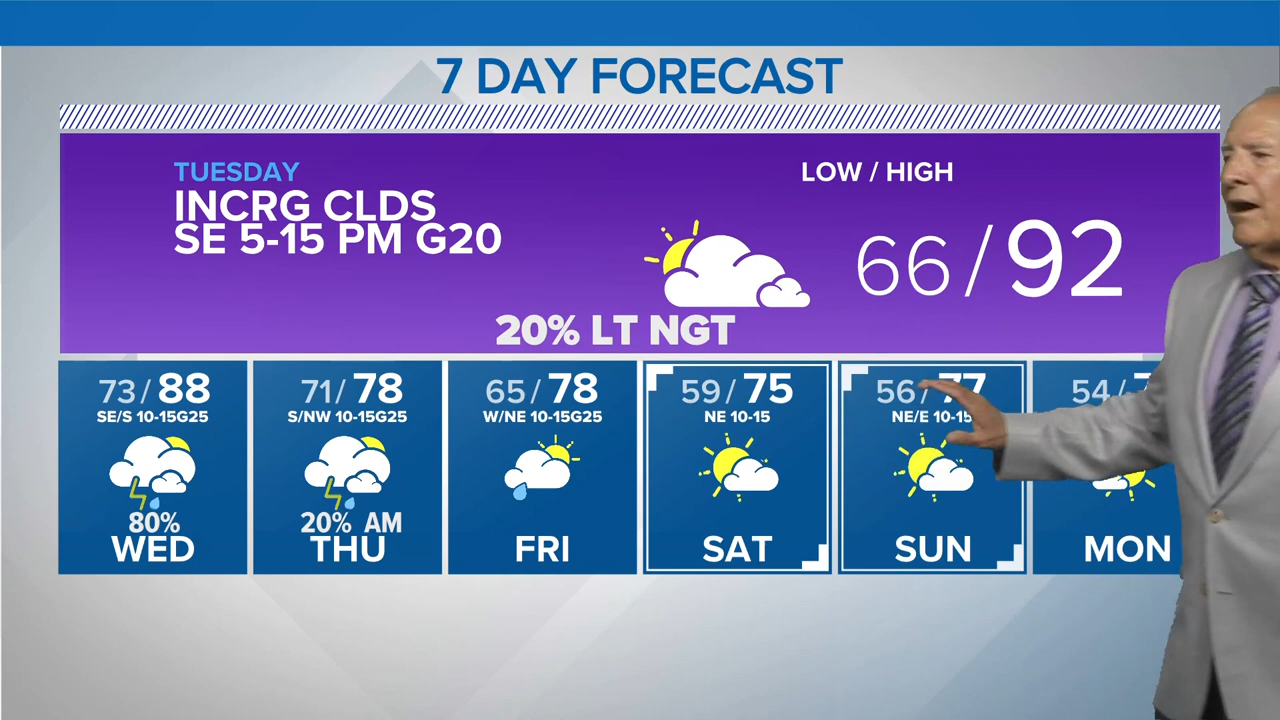 7 DAY FORECAST
TUESDAY
LOW / HIGH
INCRG CLDS
SE 5-15 PM G20
66/92
20% LT NGT
73/88
SE/S 10-15G25
80%
WED
71/78
S/NW 10-15G25
20% AM
THU
65/78
W/NE 10-15G25
FRI
59/75
NE 10-15
SAT
56/77
NE/E 10-15
SUN
54/
MON